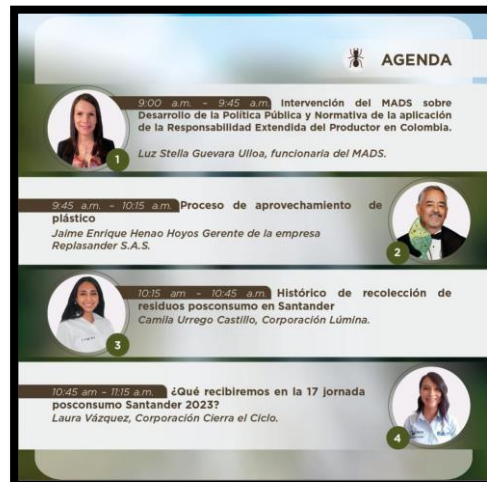 AGENDA
9:00 a.m. - 9:45 a.m. Intervención del MADS sobre
Desarrollo de la Política Pública y Normativa de la aplicación
de la Responsabilidad Extendida del Productor en Colombia.
Luz Stella Guevara Ulloa, funcionaria del MADS.
1
9:45 a.m. - 10:15 a.m. Proceso de aprovechamiento de
plástico
Jaime Enrique Henao Hoyos Gerente de la empresa
Replasander S.A.S.
2
10:15 am - 10:45 a.m. Histórico de recolección de
residuos posconsumo en Santander
Camila Urrego Castillo, Corporación Lúmina.
3
10:45 am - 11:15 a.m. ¿Qué recibiremos en la 17 jornada
posconsumo Santander 2023?
Laura Vázquez, Corporación Cierra el Ciclo.
4